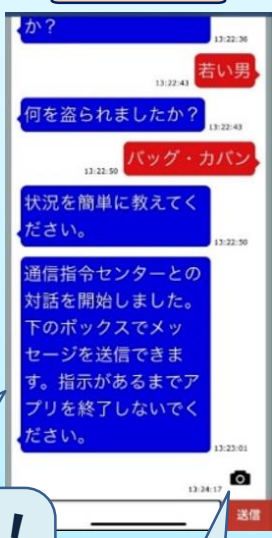 か?
13:22:36
若い男
13:22:43
何を盗られましたか?
13:22:43
バッグ・カバン
13:22:50
状況を簡単に教えてく
ださい。
13:22:50
通信指令センターとの
対話を開始しました。
下のボックスでメッ
セージを送信できま
す。指示があるまでア
プリを終了しないでく
ださい。
13:23:01
13:24:17
送信
!